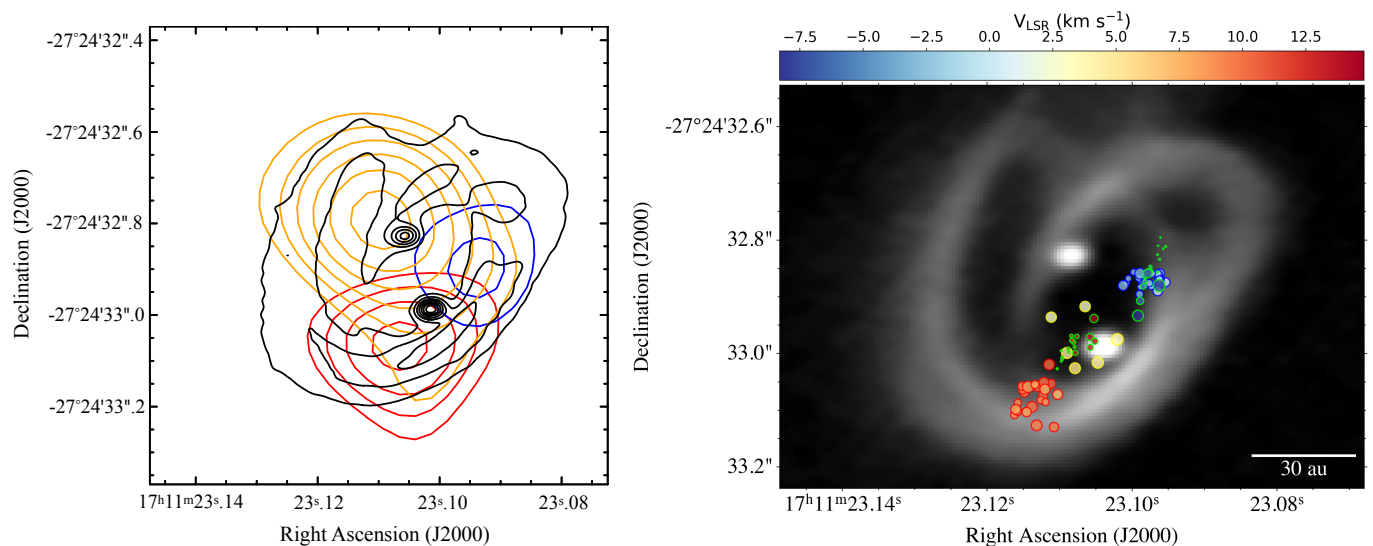 -27°24'32".4
-27°24'32".6
-27°24'32".8
-27°24'33".0
-27°24'33".2
Declination (J2000)
17ʰ11ᵐ23ˢ.14
23ˢ.12
23ˢ.10
23ˢ.08
Right Ascension (J2000)
V_LSR (km s⁻¹)
−7.5
−5.0
−2.5
0.0
2.5
5.0
7.5
10.0
12.5
-27°24'32.6"
32.8"
33.0"
33.2"
Declination (J2000)
30 au
17ʰ11ᵐ23.14ˢ
23.12ˢ
23.10ˢ
23.08ˢ
Right Ascension (J2000)